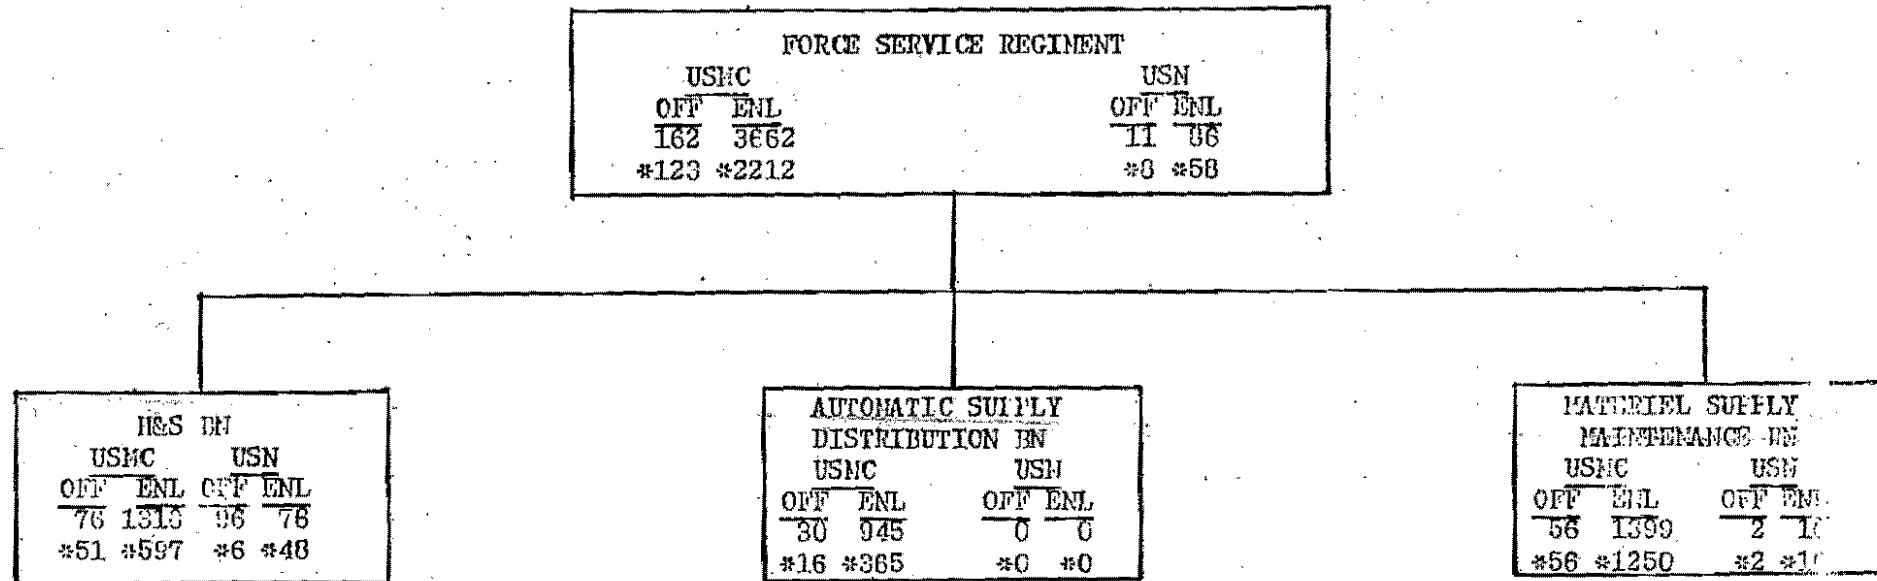 FORCE SERVICE REGIMENT
USMC USN
OFF ENL OFF ENL
162 3662 11 86
*123 *2212 *8 *58
H&S BN
USMC USN
OFF ENL OFF ENL
76 1318 96 76
*51 *597 *6 *48
AUTOMATIC SUPPLY
DISTRIBUTION BN
USMC USN
OFF ENL OFF ENL
30 945 0 0
*16 *365 *0 *0
MATERIEL SUPPLY
MAINTENANCE BN
USMC USN
OFF ENL OFF
56 1399 2
*56 *1250 *2